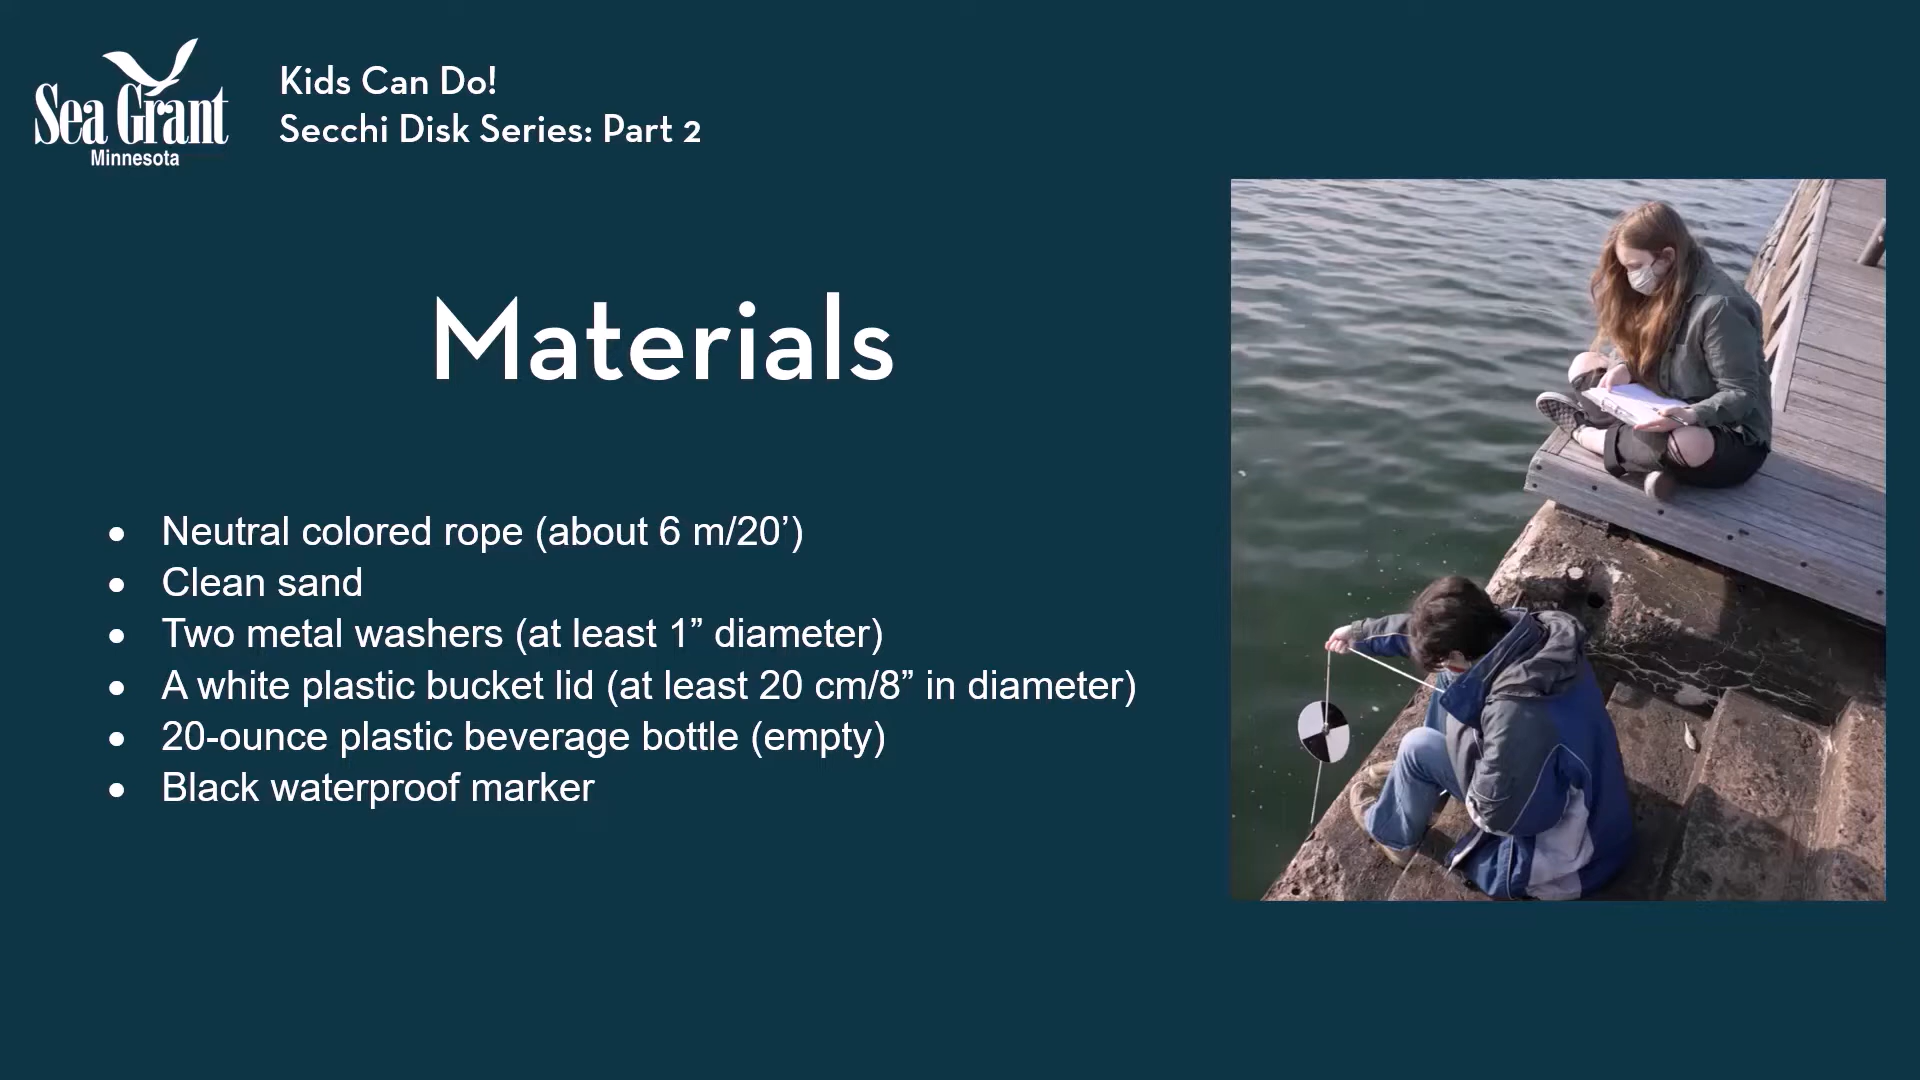 Sea Grant
Minnesota
Kids Can Do!
Secchi Disk Series: Part 2
Materials
● Neutral colored rope (about 6 m/20’)
● Clean sand
● Two metal washers (at least 1” diameter)
● A white plastic bucket lid (at least 20 cm/8” in diameter)
● 20-ounce plastic beverage bottle (empty)
● Black waterproof marker